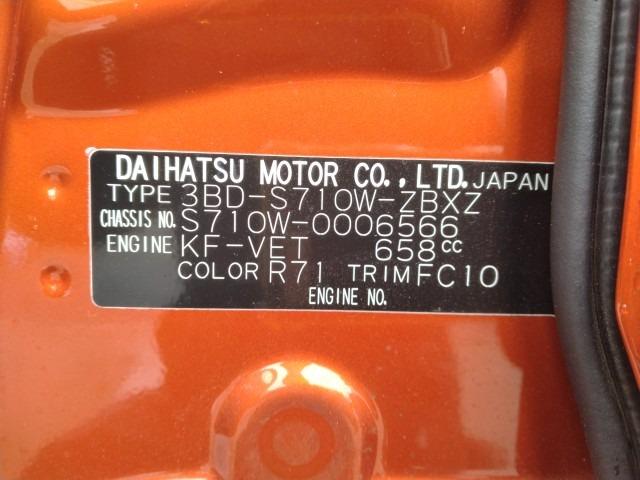 DAIHATSU MOTOR CO., LTD. JAPAN
TYPE 3BD-S710W-ZBXZ
CHASSIS NO. S710W-0006566
ENGINE KF-VET 658cc
COLOR R71 TRIM FC10
ENGINE NO.